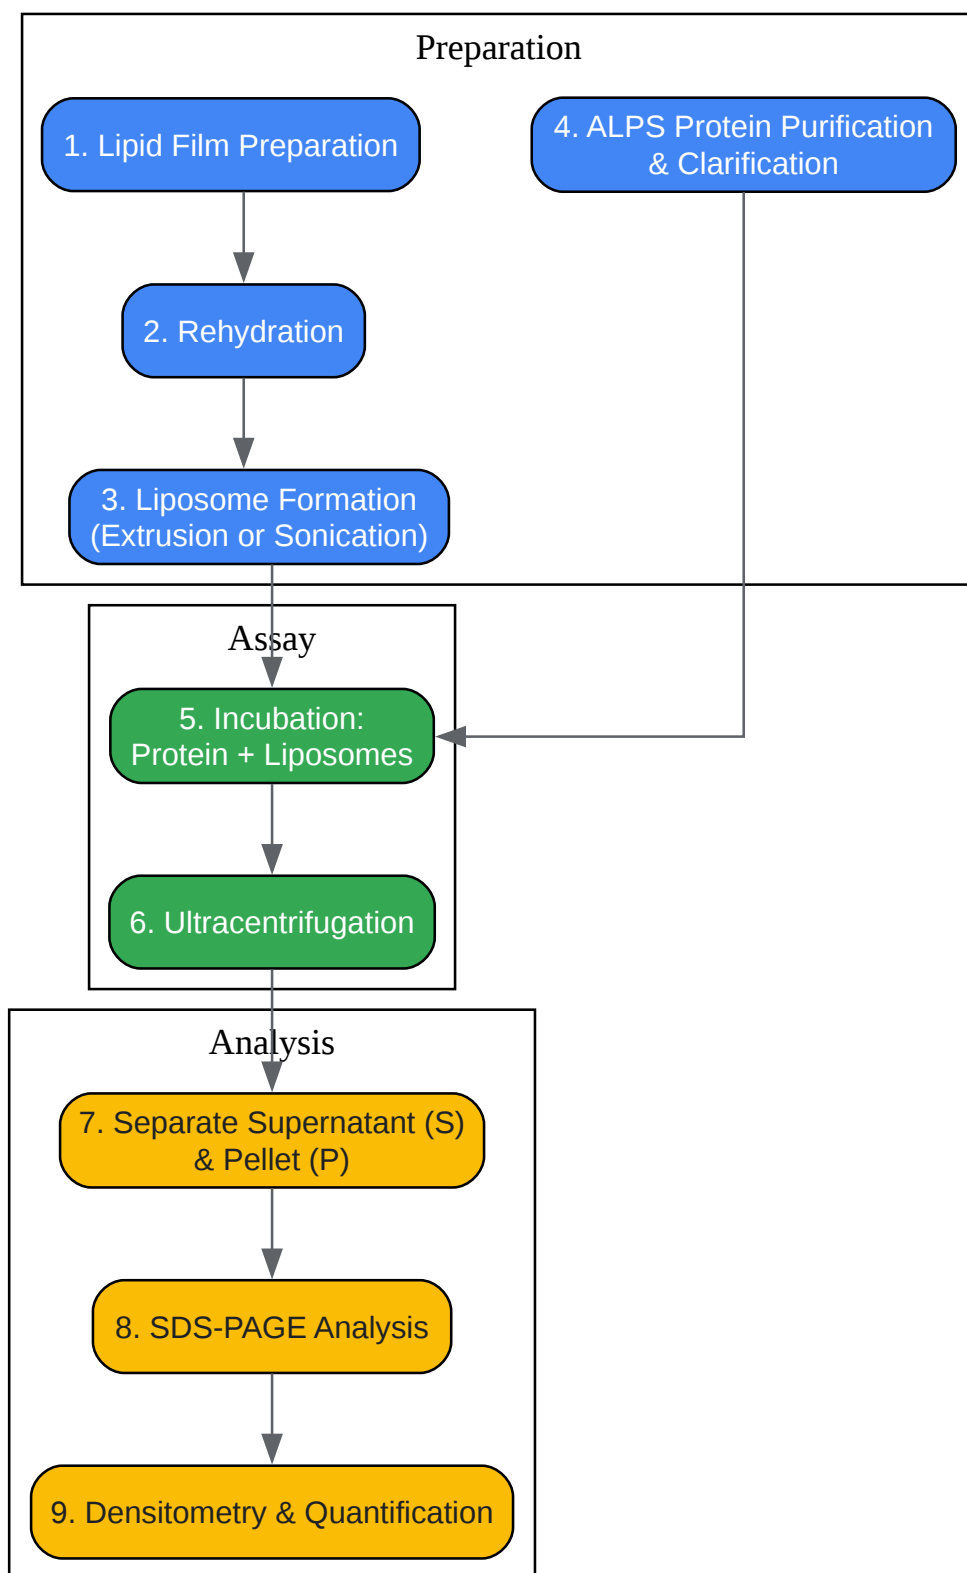 Preparation
1. Lipid Film Preparation
4. ALPS Protein Purification
& Clarification
2. Rehydration
3. Liposome Formation
(Extrusion or Sonication)
Assay
5. Incubation:
Protein + Liposomes
6. Ultracentrifugation
Analysis
7. Separate Supernatant (S)
& Pellet (P)
8. SDS-PAGE Analysis
9. Densitometry & Quantification